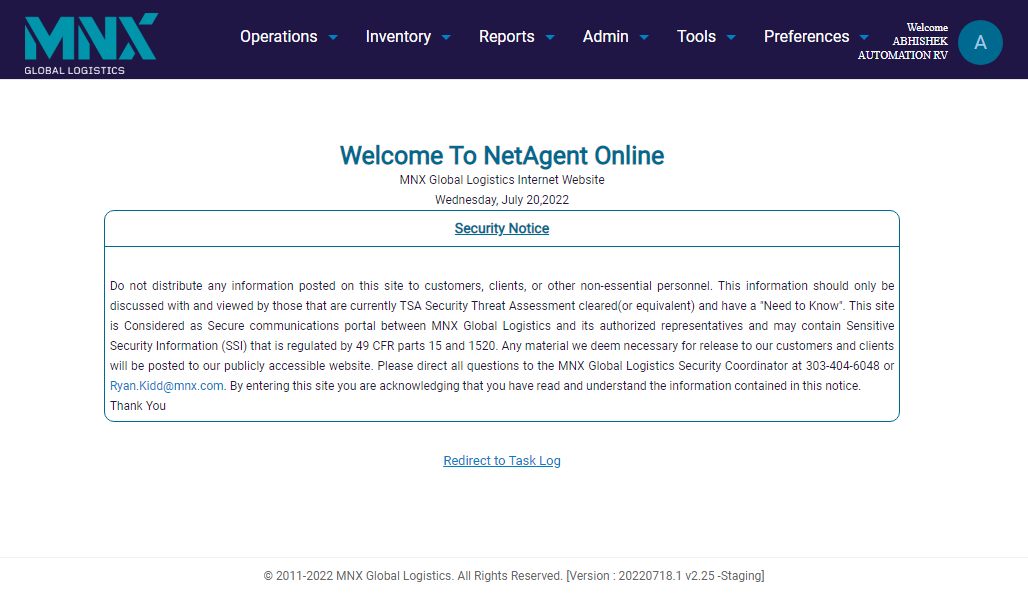 MNX
GLOBAL LOGISTICS
Operations
Inventory
Reports
Admin
Tools
Preferences
Welcome
ABHISHEK
AUTOMATION RV
A
Welcome To NetAgent Online
MNX Global Logistics Internet Website
Wednesday, July 20,2022
Security Notice
Do not distribute any information posted on this site to customers, clients, or other non-essential personnel. This information should only be
discussed with and viewed by those that are currently TSA Security Threat Assessment cleared(or equivalent) and have a "Need to Know". This site
is Considered as Secure communications portal between MNX Global Logistics and its authorized representatives and may contain Sensitive
Security Information (SSI) that is regulated by 49 CFR parts 15 and 1520. Any material we deem necessary for release to our customers and clients
will be posted to our publicly accessible website. Please direct all questions to the MNX Global Logistics Security Coordinator at 303-404-6048 or
Ryan.Kidd@mnx.com. By entering this site you are acknowledging that you have read and understand the information contained in this notice.
Thank You
Redirect to Task Log
© 2011-2022 MNX Global Logistics. All Rights Reserved. [Version : 20220718.1 v2.25 -Staging]